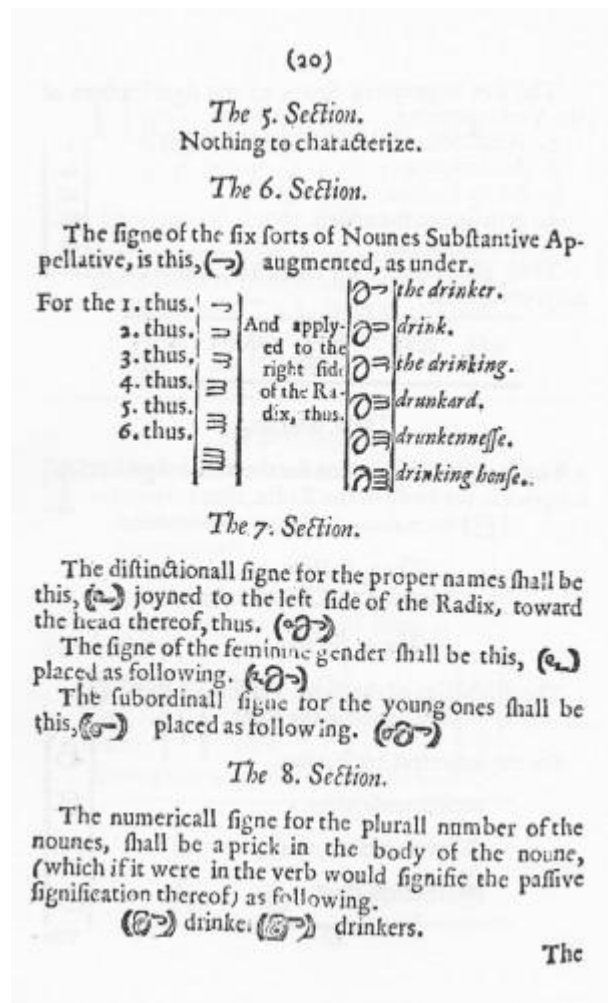 (20)
The 5. Section.
Nothing to characterize.
The 6. Section.
The ſigne of the ſix ſorts of Nounes Subſtantive Ap-
pellative, is this, (¬) augmented, as under.
For the 1. thus.
2. thus.
3. thus.
4. thus.
5. thus.
6. thus.
And apply-
ed to the
right ſide
of the Ra-
dix, thus.
the drinker.
drink.
the drinking.
drunkard.
drunkenneſſe.
drinking houſe.
The 7. Section.
The diſtinctionall ſigne for the proper names ſhall be
this, joyned to the left ſide of the Radix, toward
the head thereof, thus.
The ſigne of the feminine gender ſhall be this,
placed as following.
The ſubordinall ſigne for the young ones ſhall be
this, placed as following.
The 8. Section.
The numericall ſigne for the plurall number of the
nounes, ſhall be a prick in the body of the noune,
(which if it were in the verb would ſignifie the paſſive
ſignification thereof) as following.
drinke. drinkers.
The